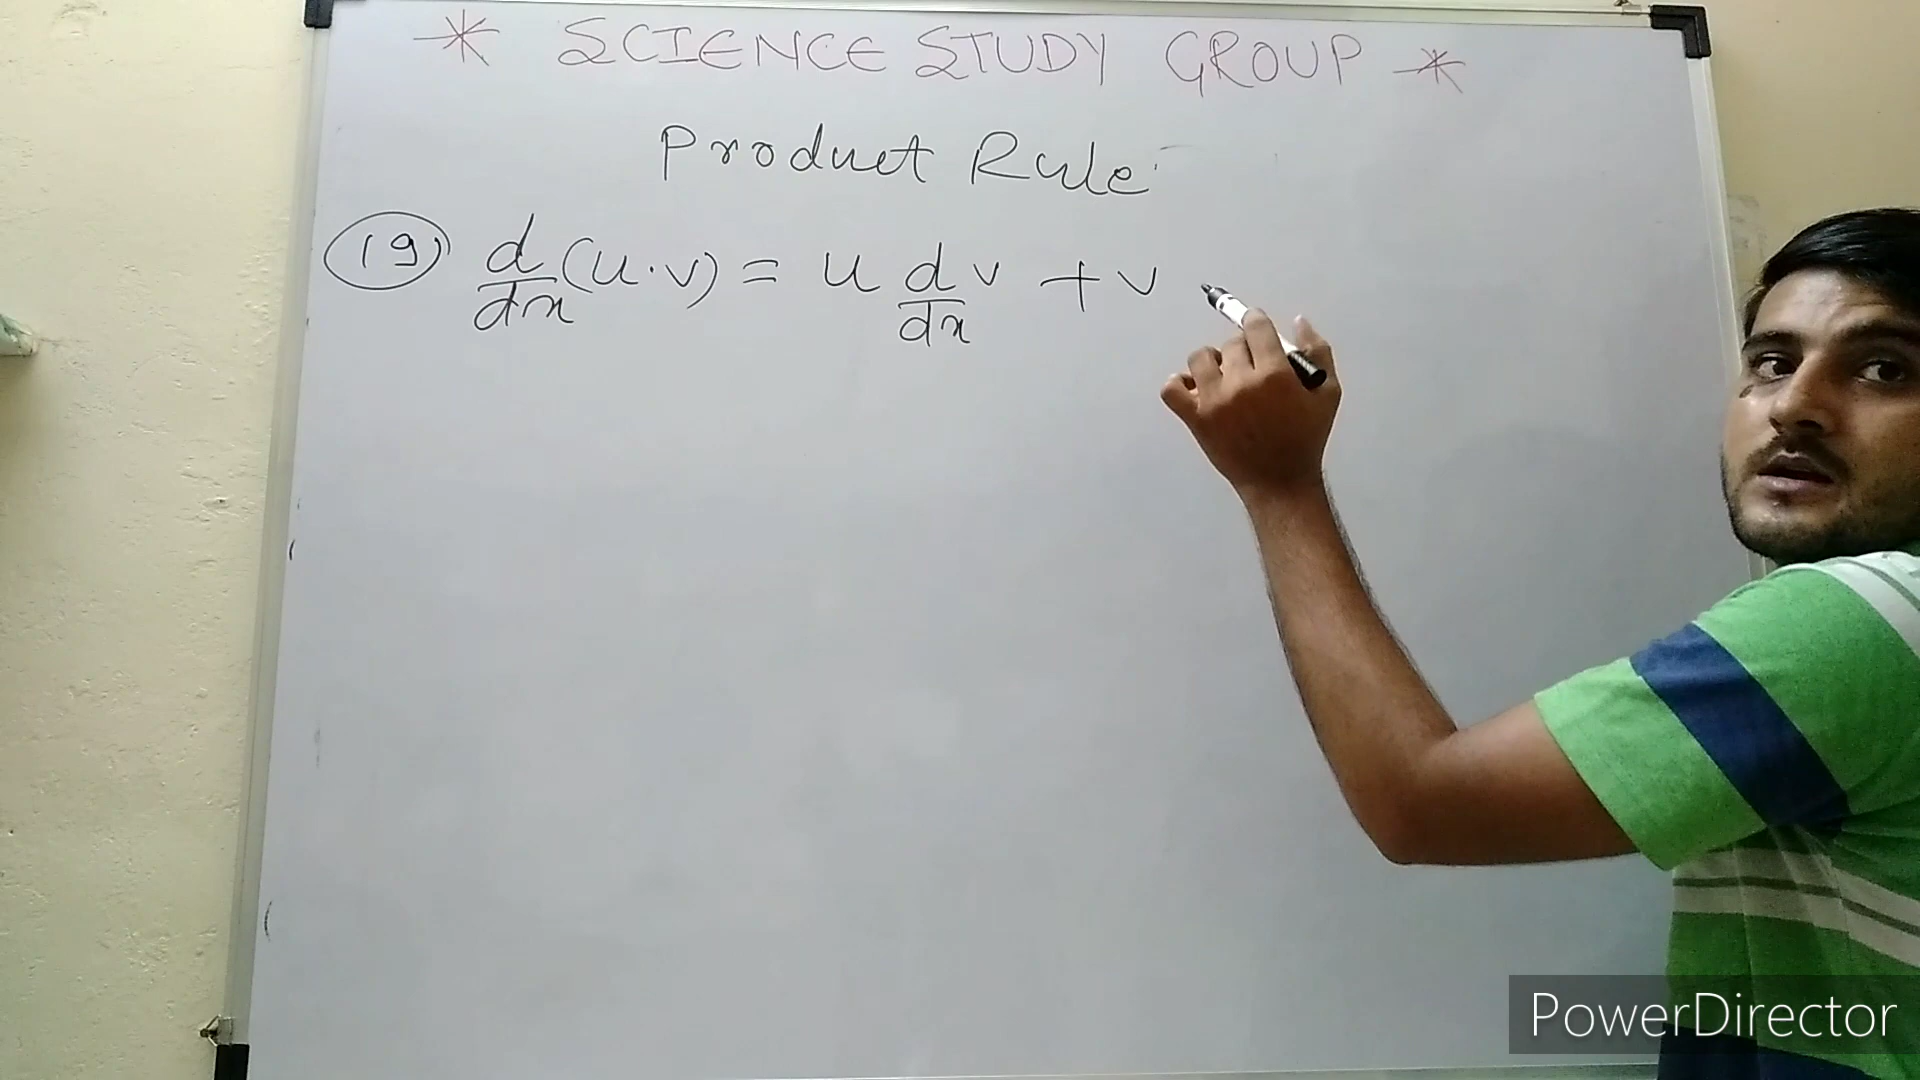 * SCIENCE STUDY GROUP *
Product Rule
(19) d/dx (u·v) = u d/dx v + v
PowerDirector